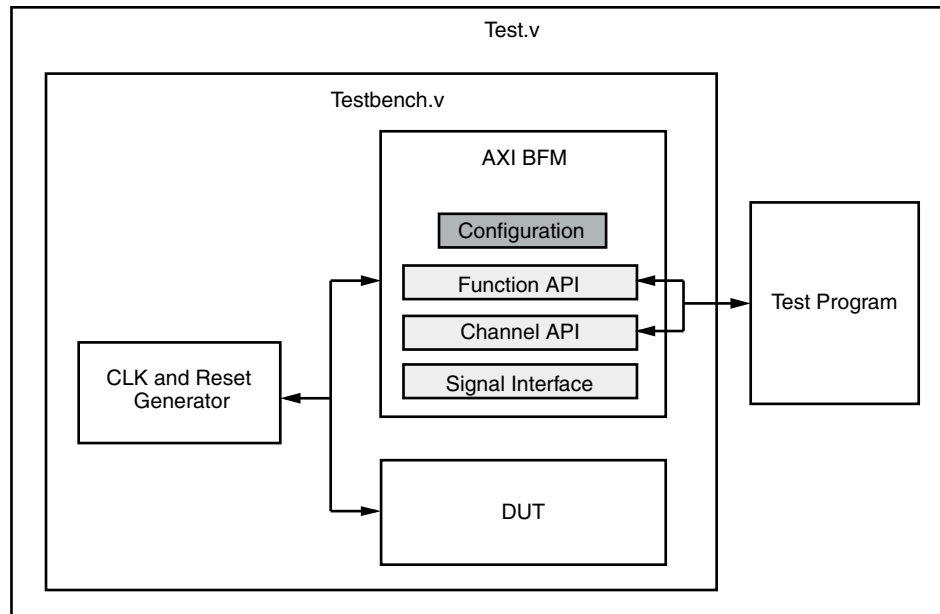 Test.v
Testbench.v
AXI BFM
Configuration
Function API
Channel API
Signal Interface
Test Program
CLK and Reset
Generator
DUT